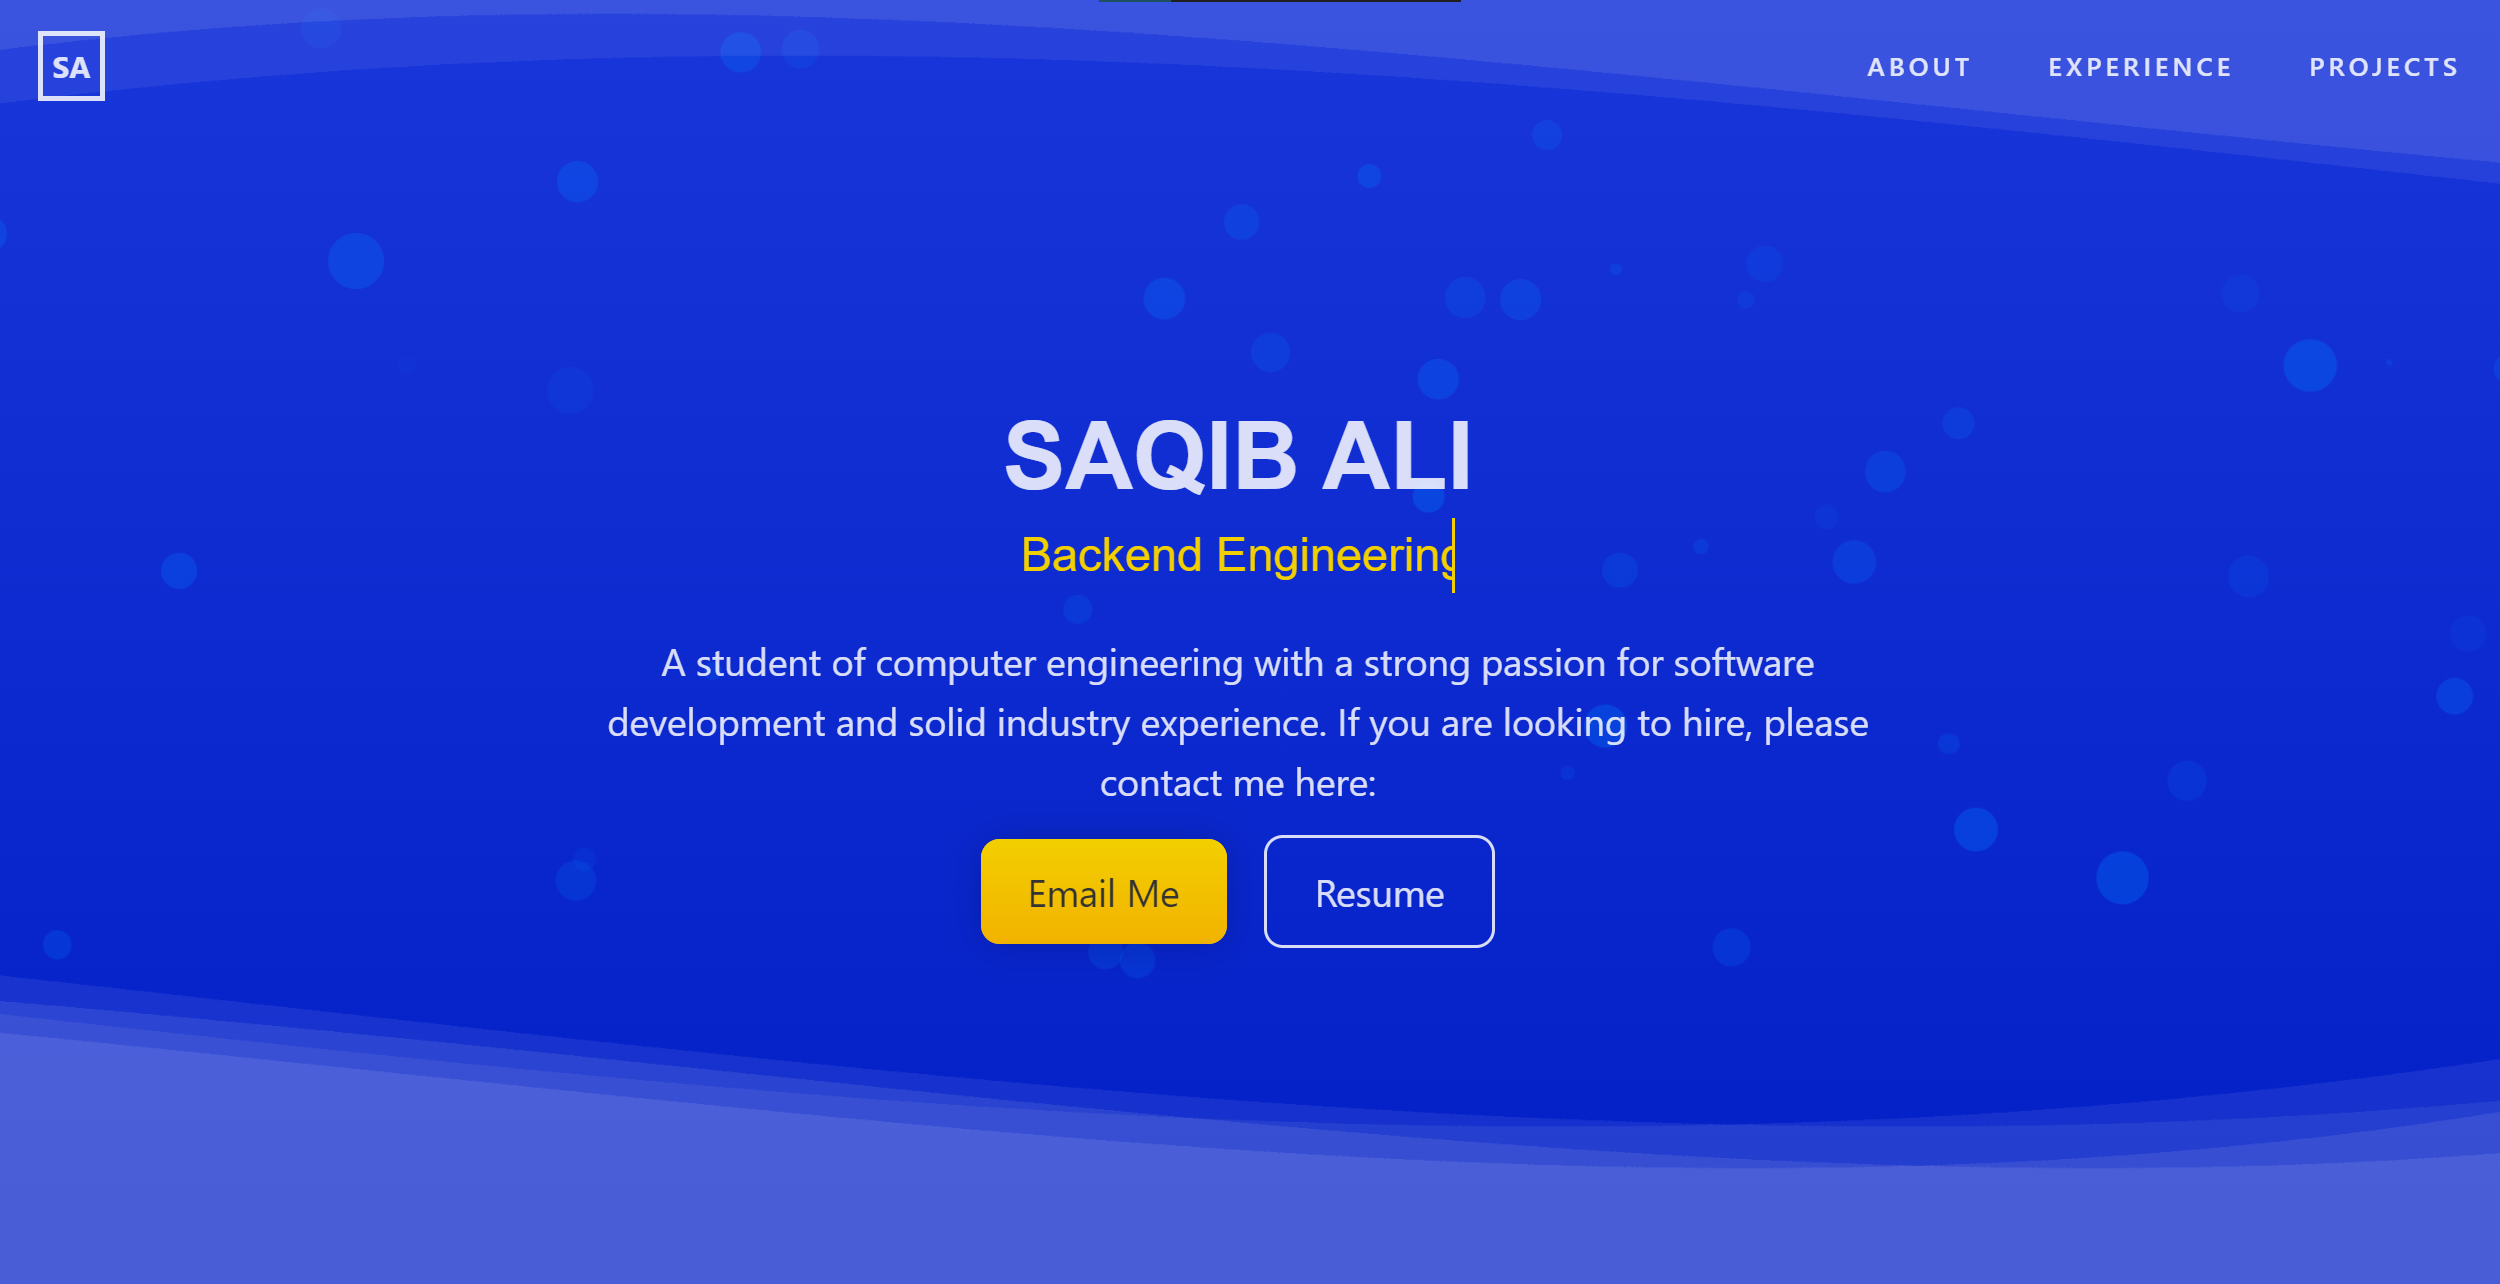 SA
ABOUT EXPERIENCE PROJECTS
SAQIB ALI
Backend Engineering
A student of computer engineering with a strong passion for software
development and solid industry experience. If you are looking to hire, please
contact me here:
Email Me Resume